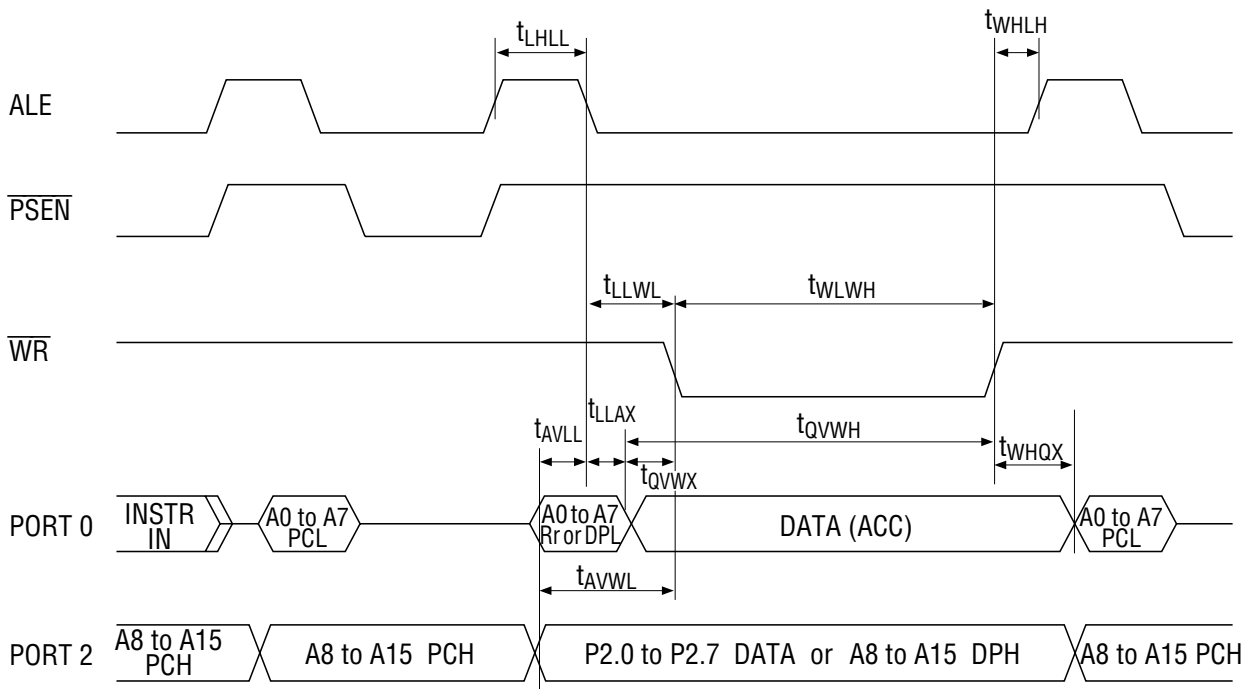 tLHLL
tWHLH
ALE
PSEN
tLLWL
tWLWH
WR
tLLAX
tAVLL
tQVWH
tWHQX
tQVWX
PORT 0
INSTR
IN
A0 to A7
PCL
A0 to A7
Rr or DPL
DATA (ACC)
A0 to A7
PCL
tAVWL
PORT 2
A8 to A15
PCH
A8 to A15 PCH
P2.0 to P2.7 DATA or A8 to A15 DPH
A8 to A15 PCH